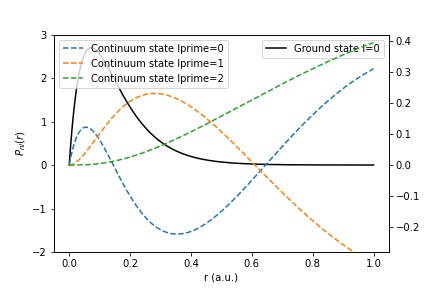 Continuum state lprime=0
Continuum state lprime=1
Continuum state lprime=2
Ground state l=0
3
2
1
0
−1
−2
P_{nl}(r)
0.4
0.3
0.2
0.1
0.0
−0.1
−0.2
0.0 0.2 0.4 0.6 0.8 1.0
r (a.u.)